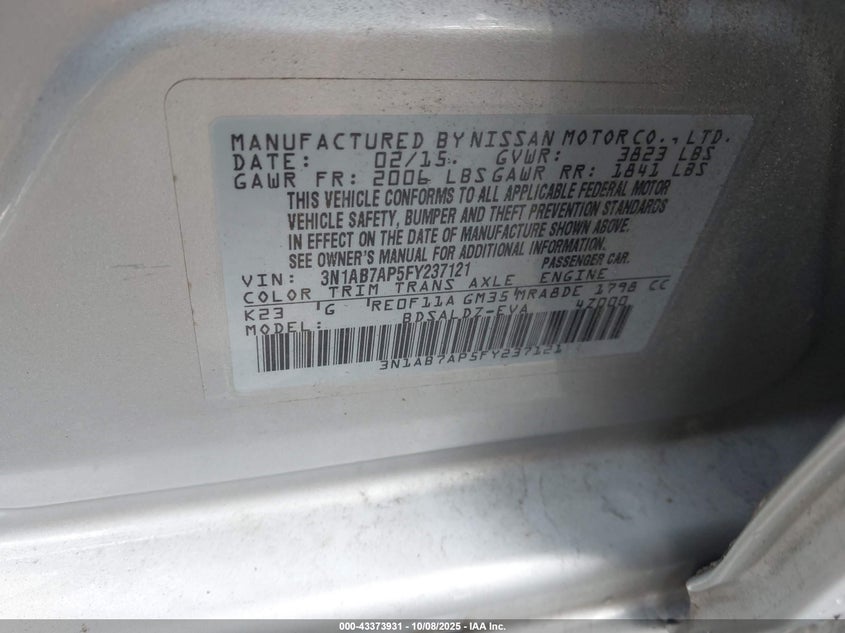 MANUFACTURED BY NISSAN MOTOR CO., LTD.
DATE: 02/15. GVWR: 3823 LBS
GAWR FR: 2006 LBS GAWR RR: 1841 LBS
THIS VEHICLE CONFORMS TO ALL APPLICABLE FEDERAL MOTOR
VEHICLE SAFETY, BUMPER AND THEFT PREVENTION STANDARDS
IN EFFECT ON THE DATE OF MANUFACTURE SHOWN ABOVE.
SEE OWNER'S MANUAL FOR ADDITIONAL INFORMATION.
VIN: 3N1AB7AP5FY237121 PASSENGER CAR.
COLOR TRIM TRANS AXLE ENGINE
K23 G RE0F11A GM35 MRA8DE 1798 CC
MODEL: BDSALDZ-EVA 4Z000
3N1AB7AP5FY237121
000-43373931 - 10/08/2025 - IAA Inc.